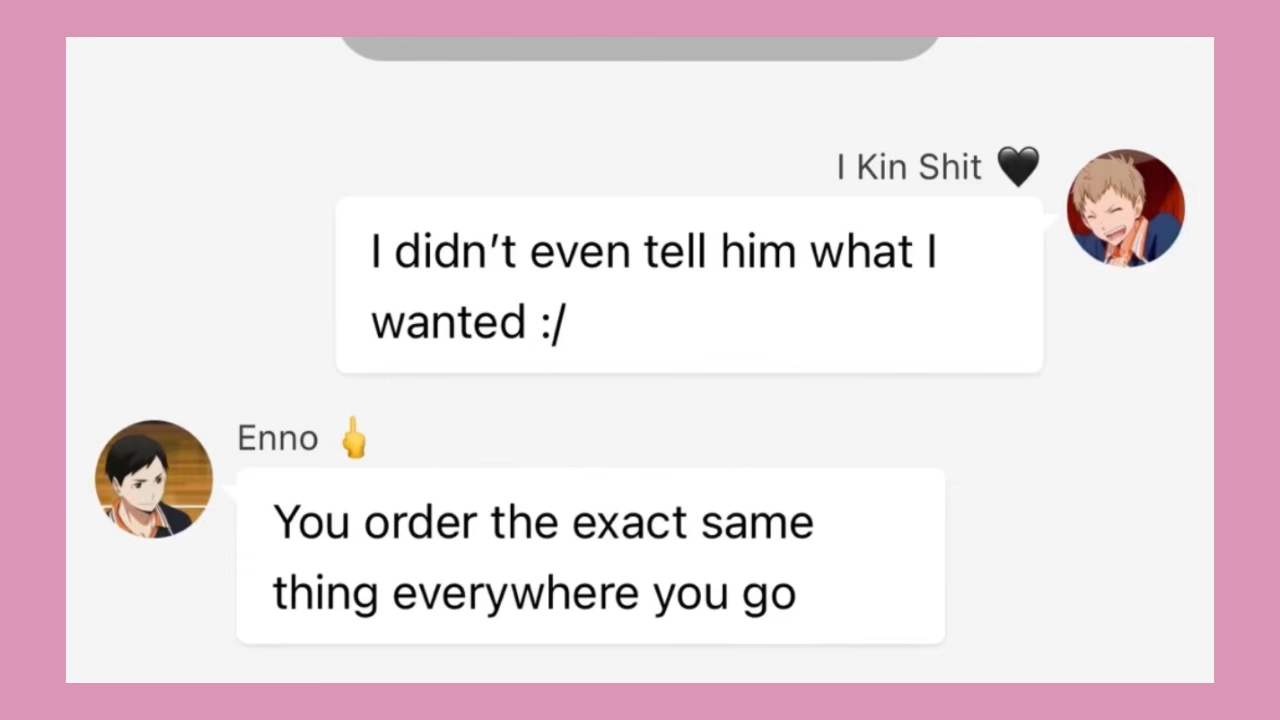 I Kin Shit 🖤
I didn’t even tell him what I
wanted :/
Enno 🖕
You order the exact same
thing everywhere you go